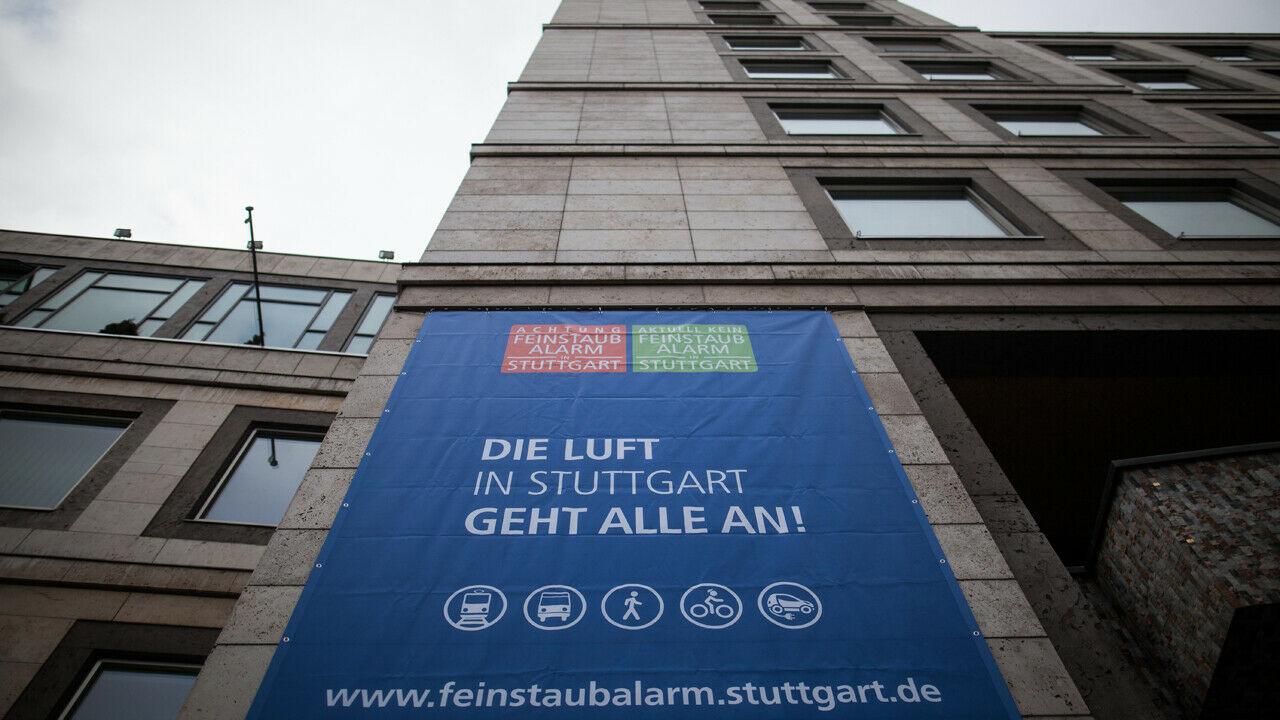 ACHTUNG
FEINSTAUB
ALARM
IN
STUTTGART
AKTUELL KEIN
FEINSTAUB
ALARM
IN
STUTTGART
DIE LUFT
IN STUTTGART
GEHT ALLE AN!
www.feinstaubalarm.stuttgart.de